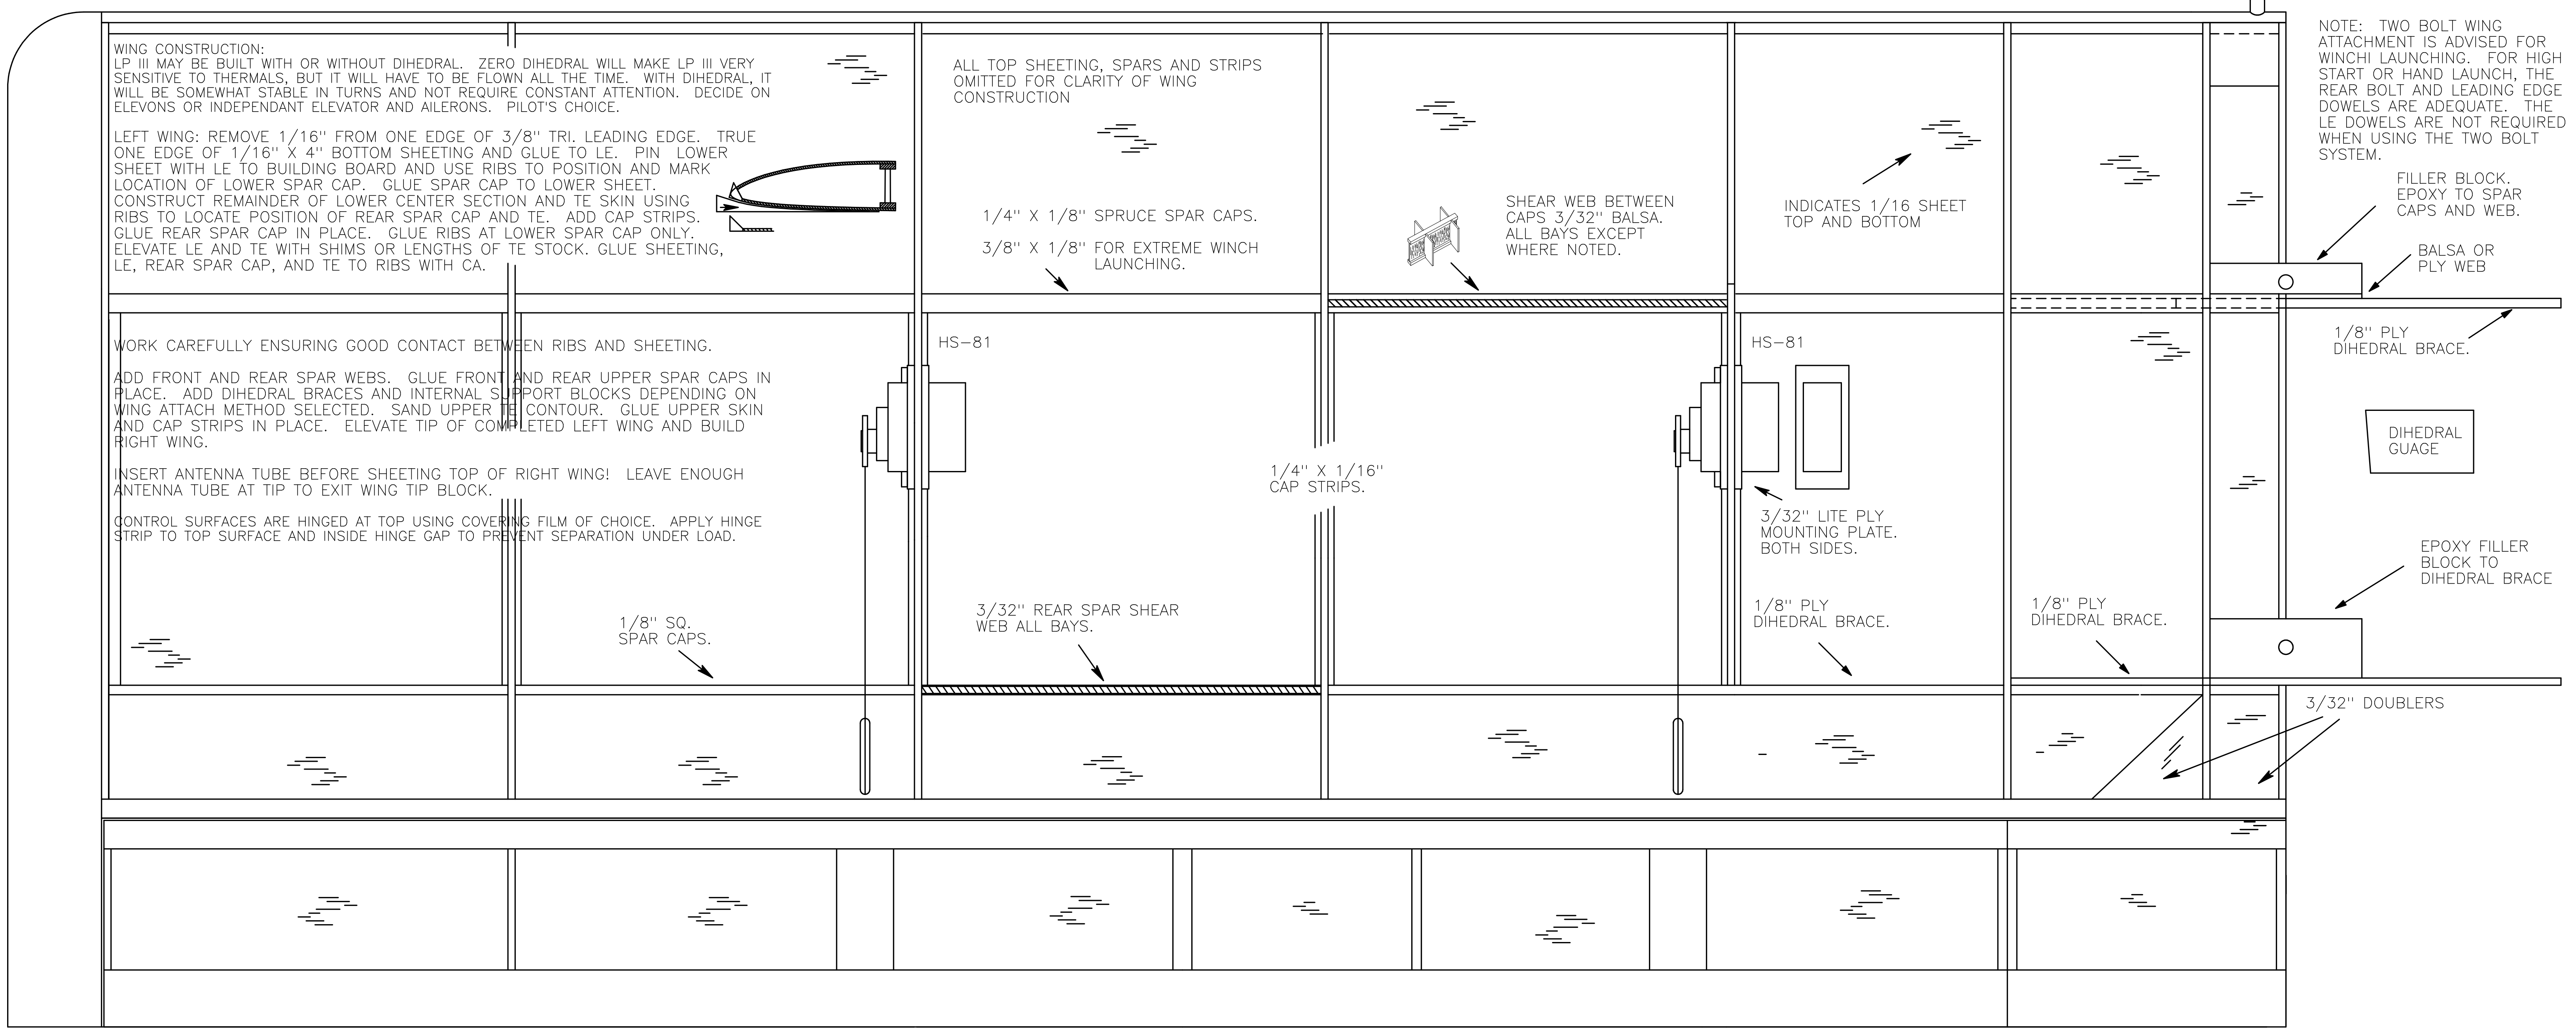 WING CONSTRUCTION:
LP III MAY BE BUILT WITH OR WITHOUT DIHEDRAL.  ZERO DIHEDRAL WILL MAKE LP III VERY
SENSITIVE TO THERMALS, BUT IT WILL HAVE TO BE FLOWN ALL THE TIME.  WITH DIHEDRAL, IT
WILL BE SOMEWHAT STABLE IN TURNS AND NOT REQUIRE CONSTANT ATTENTION.  DECIDE ON
ELEVONS OR INDEPENDANT ELEVATOR AND AILERONS.  PILOT'S CHOICE.
LEFT WING: REMOVE 1/16" FROM ONE EDGE OF 3/8" TRI. LEADING EDGE.  TRUE
ONE EDGE OF 1/16" X 4" BOTTOM SHEETING AND GLUE TO LE.  PIN  LOWER
SHEET WITH LE TO BUILDING BOARD AND USE RIBS TO POSITION AND MARK
LOCATION OF LOWER SPAR CAP.  GLUE SPAR CAP TO LOWER SHEET.
CONSTRUCT REMAINDER OF LOWER CENTER SECTION AND TE SKIN USING
RIBS TO LOCATE POSITION OF REAR SPAR CAP AND TE.  ADD CAP STRIPS.
GLUE REAR SPAR CAP IN PLACE.  GLUE RIBS AT LOWER SPAR CAP ONLY.
ELEVATE LE AND TE WITH SHIMS OR LENGTHS OF TE STOCK. GLUE SHEETING,
LE, REAR SPAR CAP, AND TE TO RIBS WITH CA.
WORK CAREFULLY ENSURING GOOD CONTACT BETWEEN RIBS AND SHEETING.
ADD FRONT AND REAR SPAR WEBS.  GLUE FRONT AND REAR UPPER SPAR CAPS IN
PLACE.  ADD DIHEDRAL BRACES AND INTERNAL SUPPORT BLOCKS DEPENDING ON
WING ATTACH METHOD SELECTED.  SAND UPPER TE CONTOUR.  GLUE UPPER SKIN
AND CAP STRIPS IN PLACE.  ELEVATE TIP OF COMPLETED LEFT WING AND BUILD
RIGHT WING.
INSERT ANTENNA TUBE BEFORE SHEETING TOP OF RIGHT WING!  LEAVE ENOUGH
ANTENNA TUBE AT TIP TO EXIT WING TIP BLOCK.
CONTROL SURFACES ARE HINGED AT TOP USING COVERING FILM OF CHOICE.  APPLY HINGE
STRIP TO TOP SURFACE AND INSIDE HINGE GAP TO PREVENT SEPARATION UNDER LOAD.
1/8" SQ.
SPAR CAPS.
ALL TOP SHEETING, SPARS AND STRIPS
OMITTED FOR CLARITY OF WING
CONSTRUCTION
1/4" X 1/8" SPRUCE SPAR CAPS.
3/8" X 1/8" FOR EXTREME WINCH
LAUNCHING.
HS-81
3/32" REAR SPAR SHEAR
WEB ALL BAYS.
1/4" X 1/16"
CAP STRIPS.
SHEAR WEB BETWEEN
CAPS 3/32" BALSA.
ALL BAYS EXCEPT
WHERE NOTED.
INDICATES 1/16 SHEET
TOP AND BOTTOM
HS-81
3/32" LITE PLY
MOUNTING PLATE.
BOTH SIDES.
1/8" PLY
DIHEDRAL BRACE.
1/8" PLY
DIHEDRAL BRACE.
NOTE:  TWO BOLT WING
ATTACHMENT IS ADVISED FOR
WINCHI LAUNCHING.  FOR HIGH
START OR HAND LAUNCH, THE
REAR BOLT AND LEADING EDGE
DOWELS ARE ADEQUATE.  THE
LE DOWELS ARE NOT REQUIRED
WHEN USING THE TWO BOLT
SYSTEM.
FILLER BLOCK.
EPOXY TO SPAR
CAPS AND WEB.
BALSA OR
PLY WEB
1/8" PLY
DIHEDRAL BRACE.
DIHEDRAL
GUAGE
EPOXY FILLER
BLOCK TO
DIHEDRAL BRACE
3/32" DOUBLERS